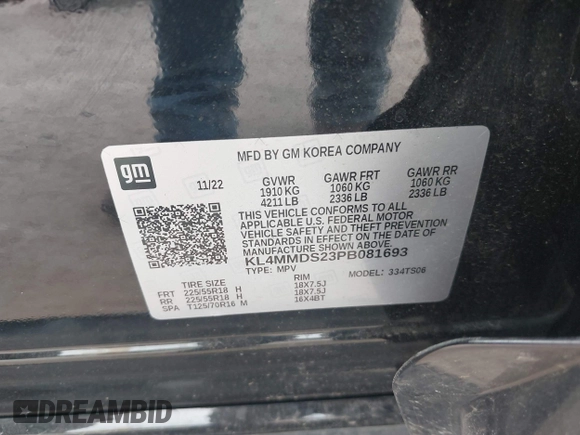 MFD BY GM KOREA COMPANY
gm
11/22 GVWR GAWR FRT GAWR RR
1910 KG 1060 KG 1060 KG
4211 LB 2336 LB 2336 LB
THIS VEHICLE CONFORMS TO ALL
APPLICABLE U.S. FEDERAL MOTOR
VEHICLE SAFETY AND THEFT PREVENTION
STANDARDS IN EFFECT ON THE DATE OF
MANUFACTURE SHOWN ABOVE.
KL4MMDS23PB081693
TYPE: MPV MODEL: 334TS06
TIRE SIZE RIM
FRT 225/55R18 H 18X7.5J
RR 225/55R18 H 18X7.5J
SPA T125/70R16 M 16X4BT
DREAMBID